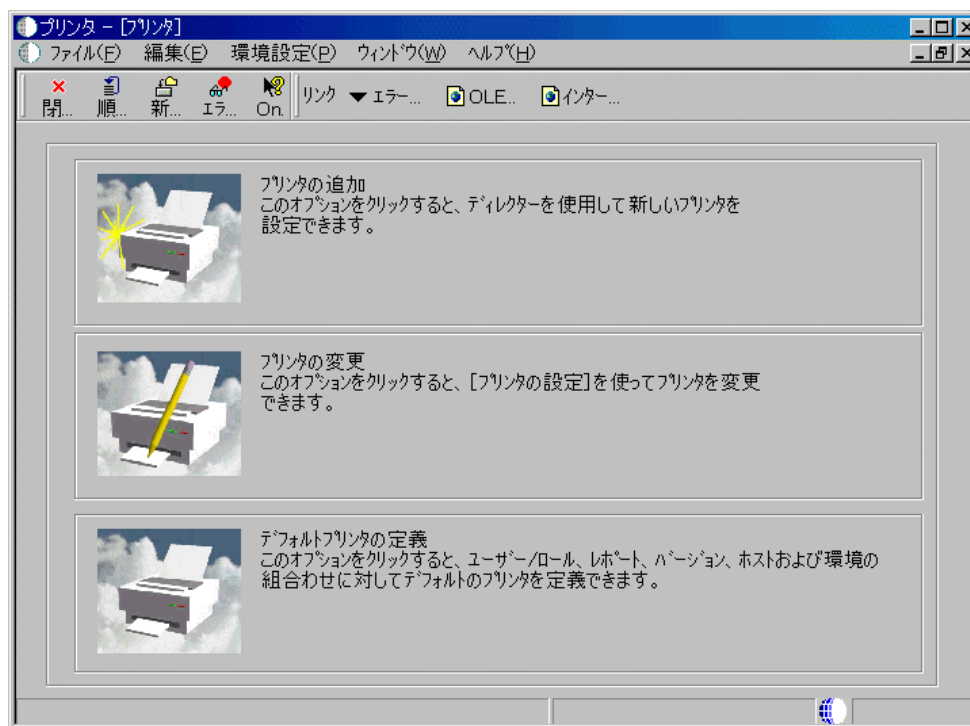 プリンタ - [プリンタ]
ファイル(F) 編集(E) 環境設定(P) ウィンドウ(W) ヘルプ(H)
閉... 順... 新... エラ... On. リンク ▼ エラー... OLE... インター...
プリンタの追加
このオプションをクリックすると、ディレクターを使用して新しいプリンタを
設定できます。
プリンタの変更
このオプションをクリックすると、[プリンタの設定]を使ってプリンタを変更
できます。
デフォルトプリンタの定義
このオプションをクリックすると、ユーザー/ロール、レポート、バージョン、ホストおよび環境の
組合わせに対してデフォルトのプリンタを定義できます。